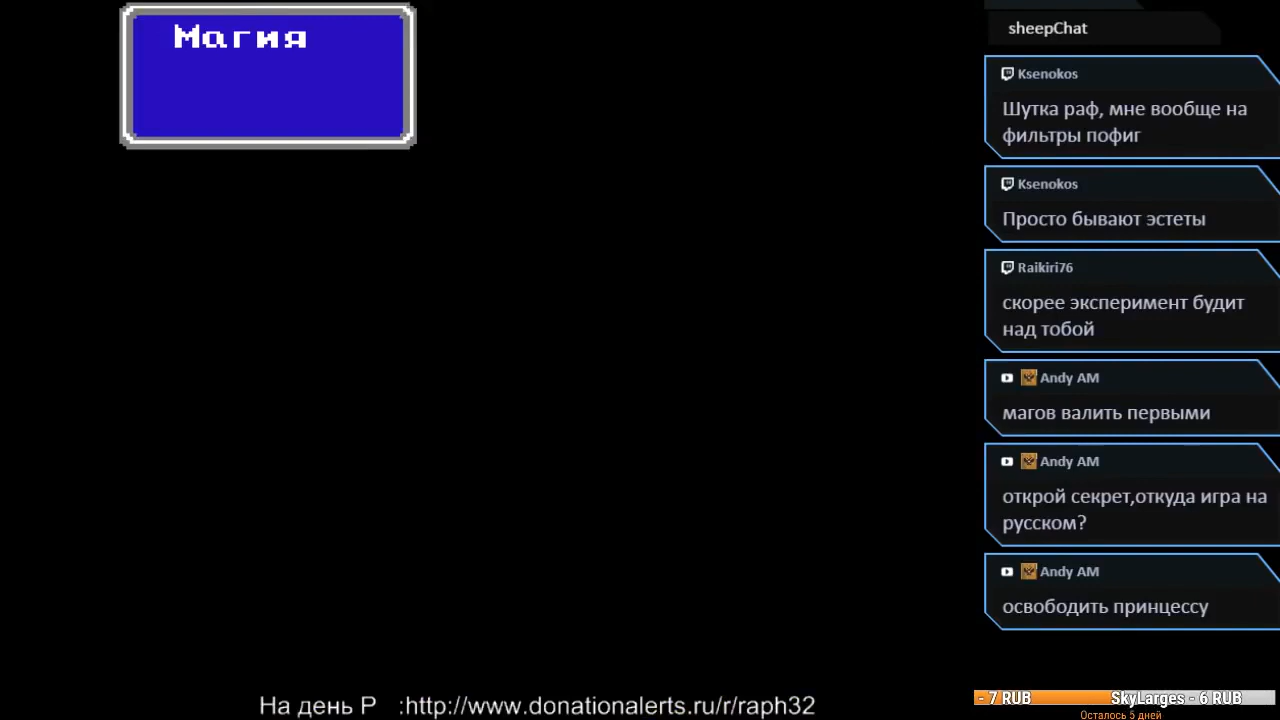 Магия
sheepChat
Ksenokos
Шутка раф, мне вообще на
фильтры пофиг
Ksenokos
Просто бывают эстеты
Raikiri76
скорее эксперимент будит
над тобой
Andy AM
магов валить первыми
Andy AM
открой секрет,откуда игра на
русском?
Andy AM
освободить принцессу
На день Р :http://www.donationalerts.ru/r/raph32
- 7 RUB SkyLarges - 6 RUB
Осталось 5 дней